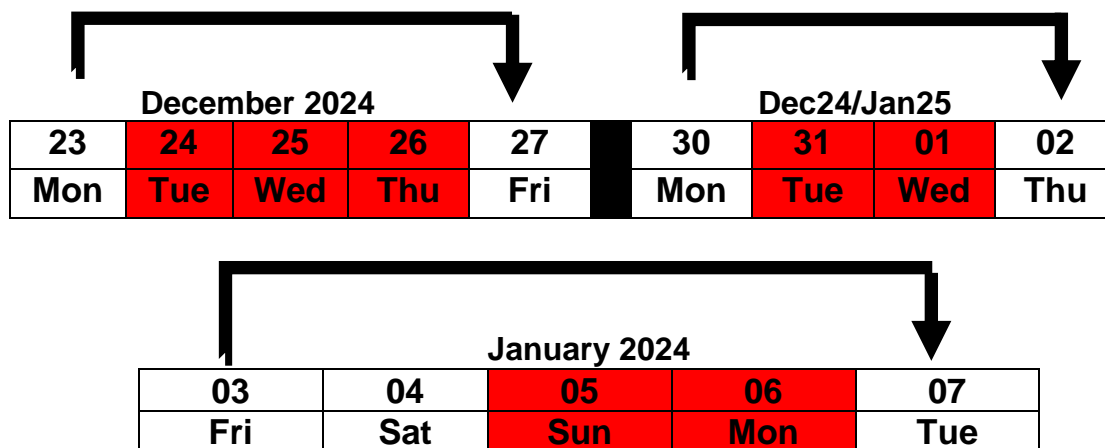 December 2024 Dec24/Jan25
23 24 25 26 27 30 31 01 02
Mon Tue Wed Thu Fri Mon Tue Wed Thu
January 2024
03 04 05 06 07
Fri Sat Sun Mon Tue